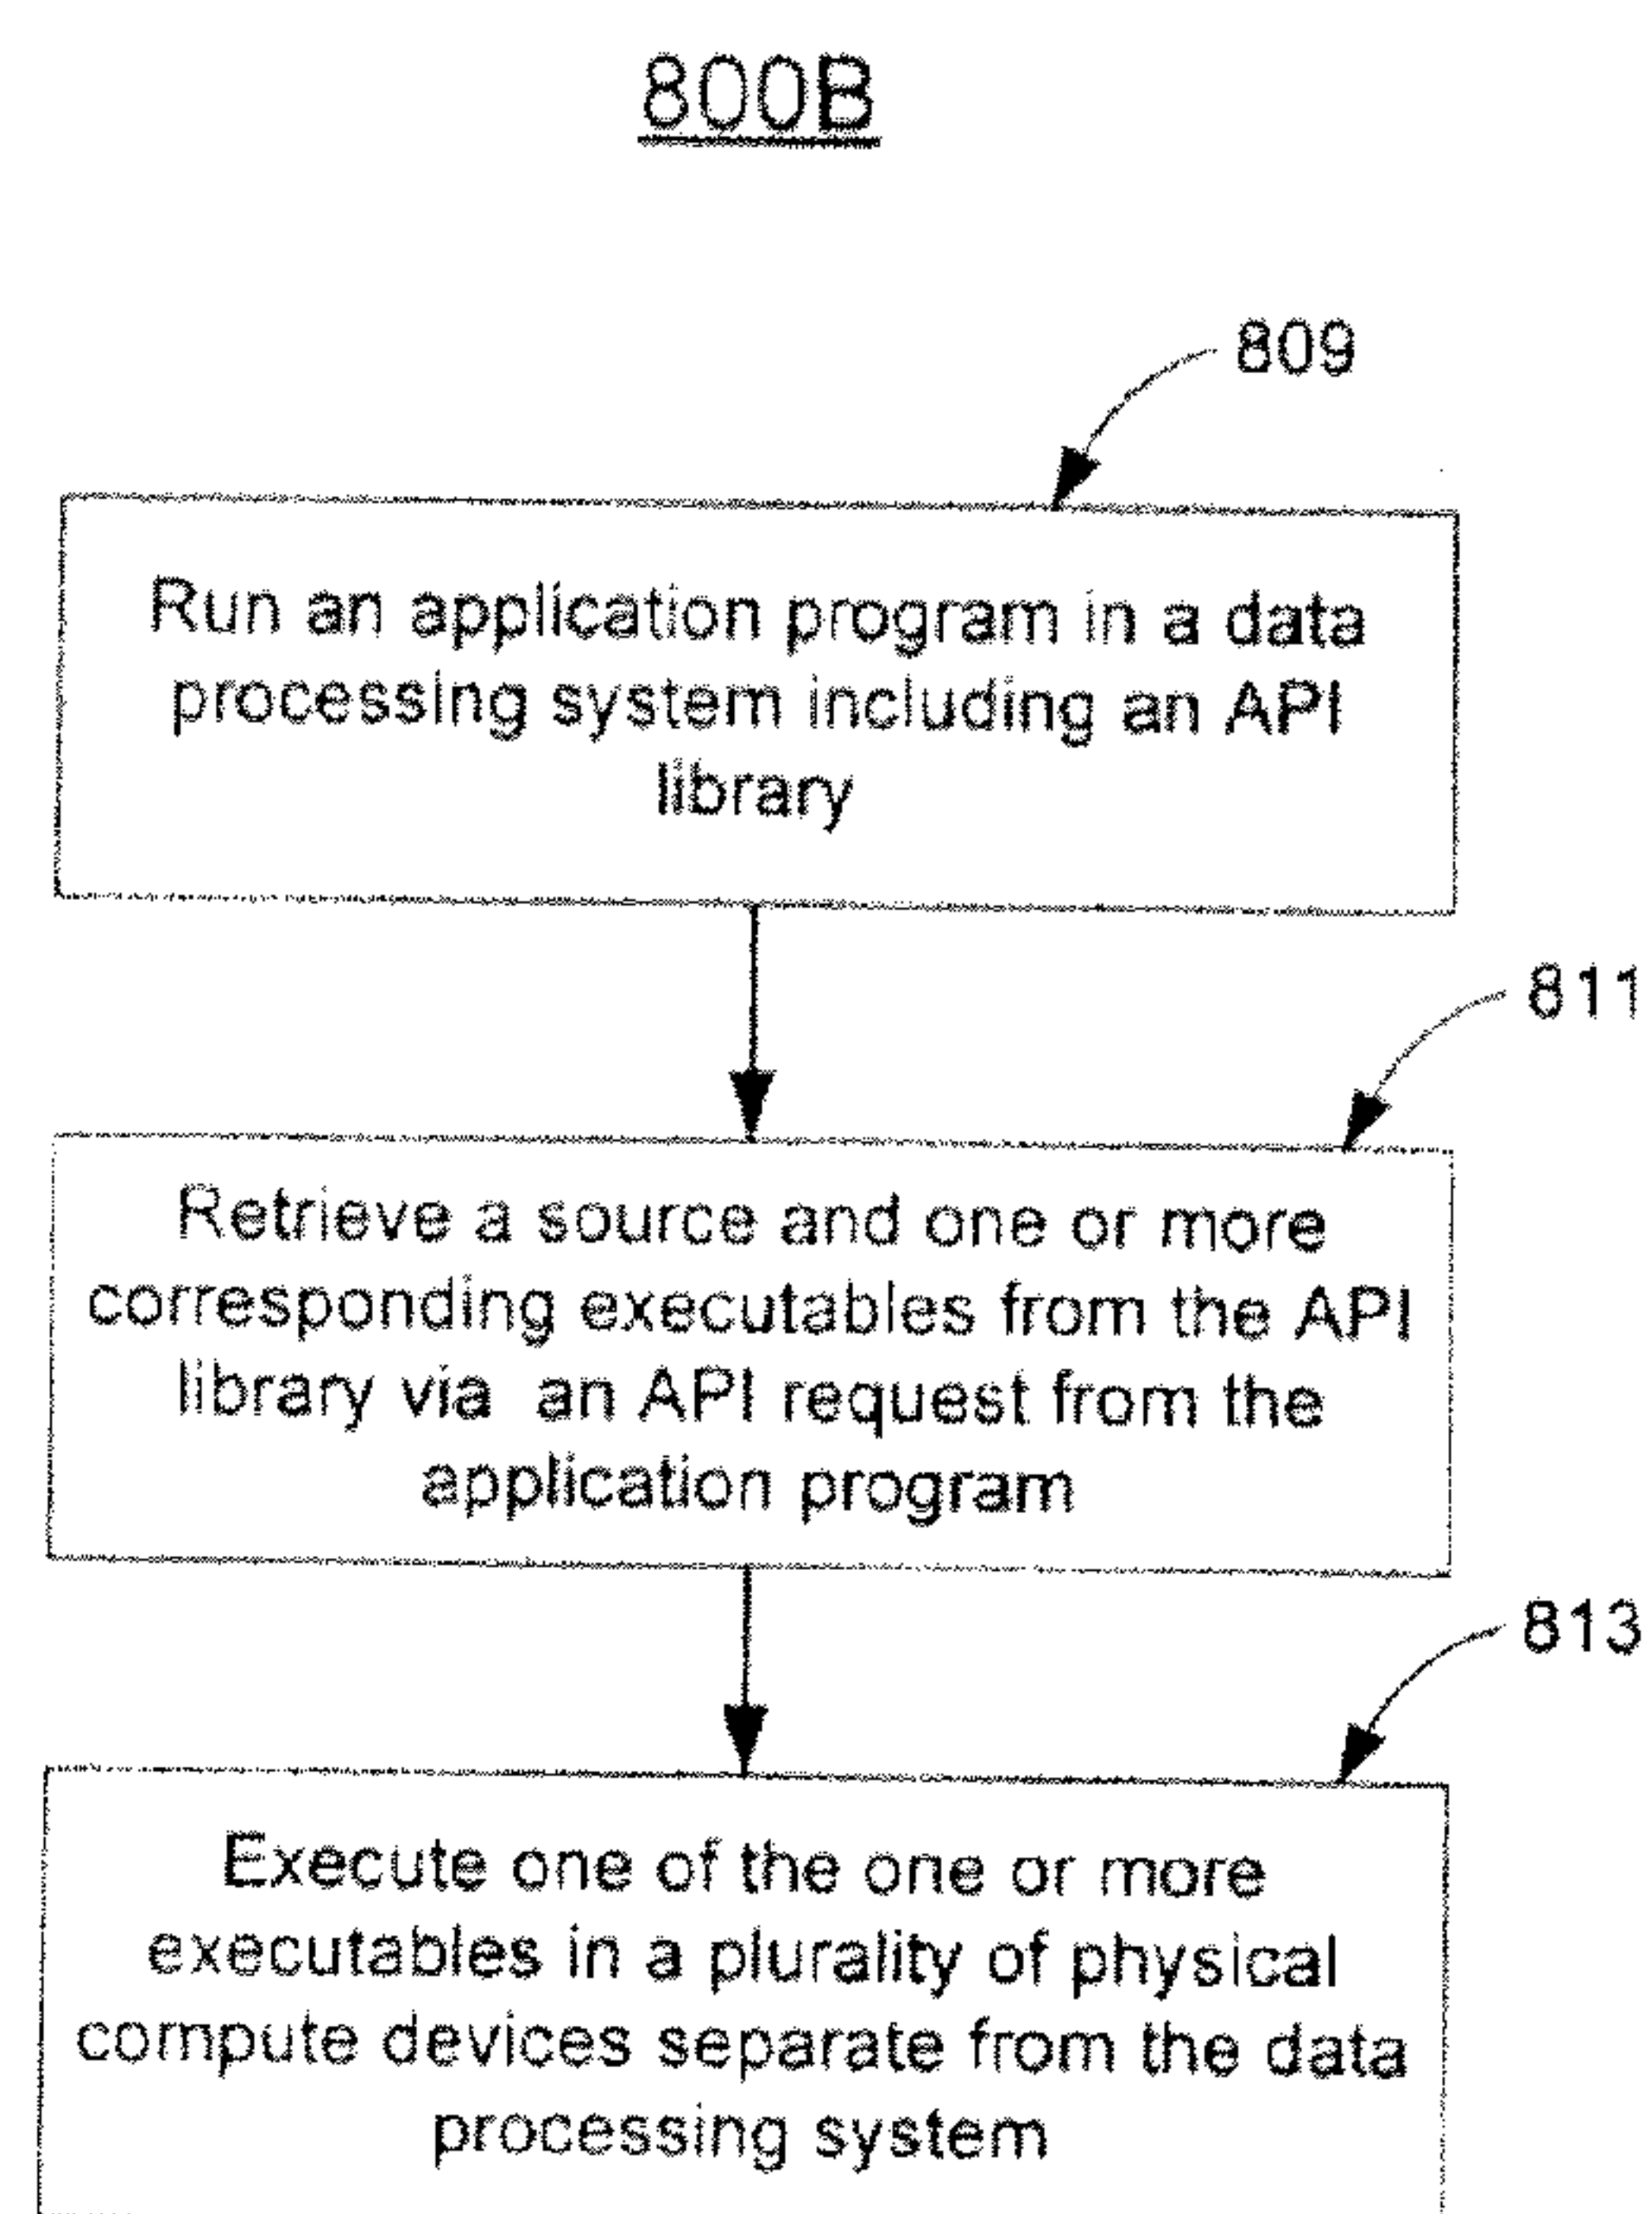 800B
809
Run an application program in a data
processing system including an API
library
811
Retrieve a source and one or more
corresponding executables from the API
library via an API request from the
application program
813
Execute one of the one or more
executables in a plurality of physical
compute devices separate from the data
processing system